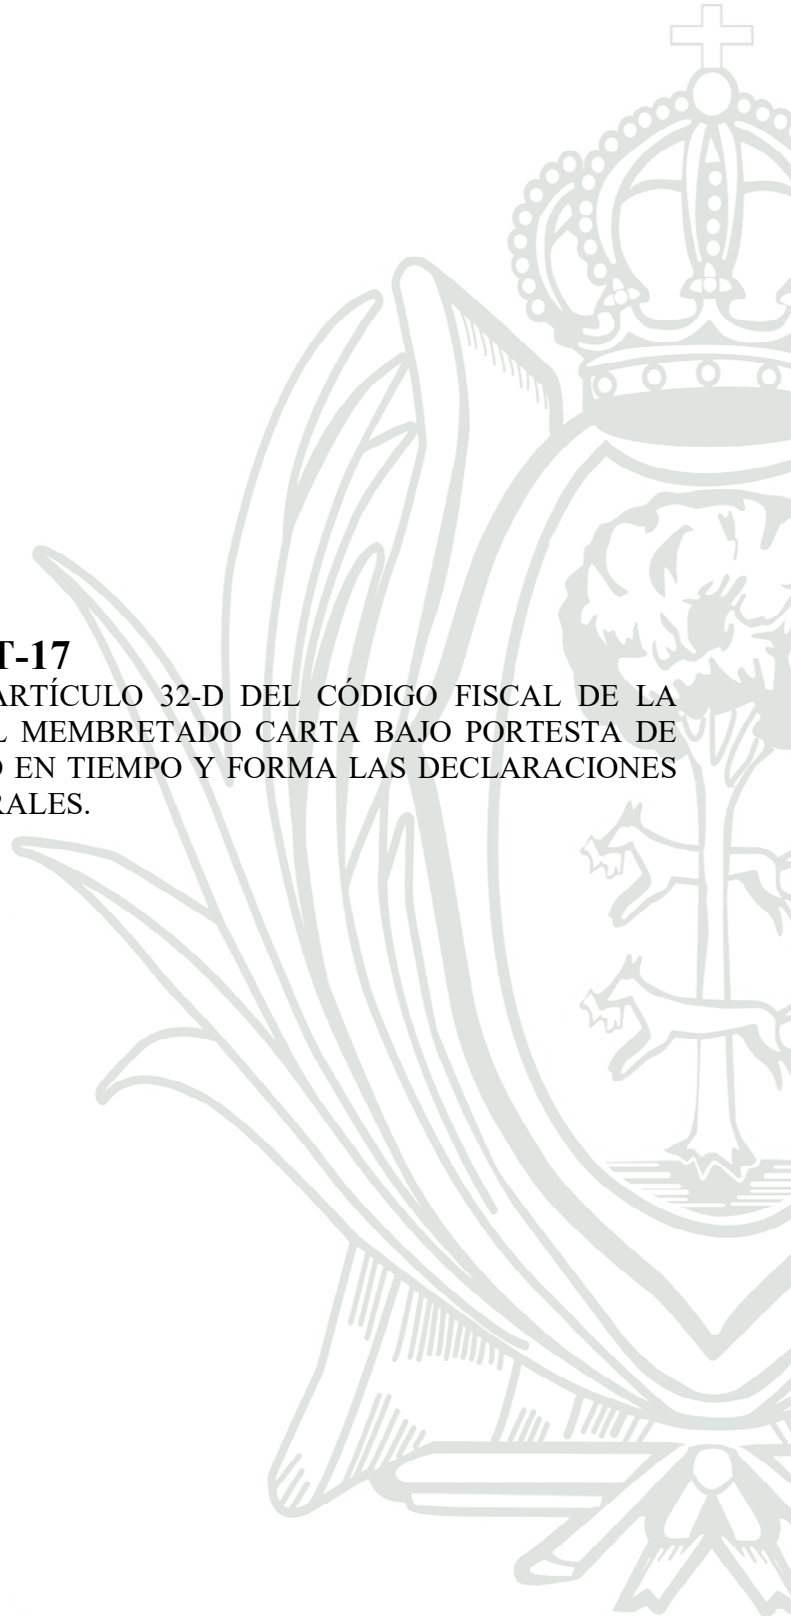 T-17
ARTÍCULO 32-D DEL CÓDIGO FISCAL DE LA
L MEMBRETADO CARTA BAJO PORTESTA DE
O EN TIEMPO Y FORMA LAS DECLARACIONES
RALES.